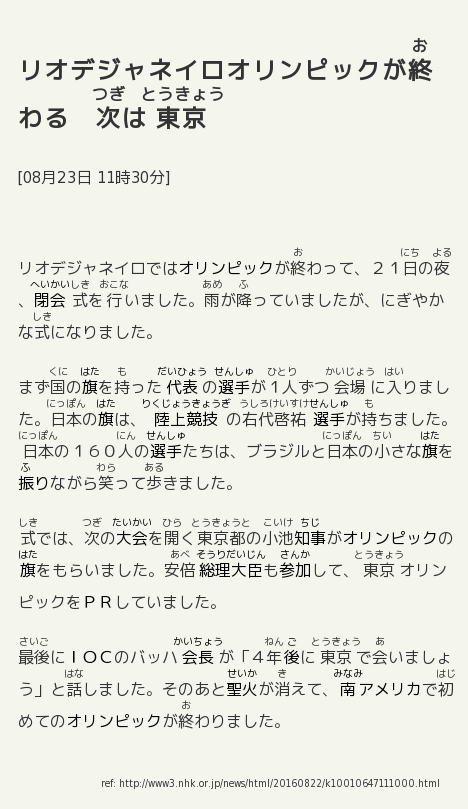 リオデジャネイロオリンピックが終
わる 次は東京
[08月23日 11時30分]
リオデジャネイロではオリンピックが終わって、２１日の夜
、閉会式を行いました。雨が降っていましたが、にぎやか
な式になりました。
まず国の旗を持った代表の選手が１人ずつ会場に入りまし
た。日本の旗は、陸上競技の右代啓祐選手が持ちました。
日本の１６０人の選手たちは、ブラジルと日本の小さな旗を
振りながら笑って歩きました。
式では、次の大会を開く東京都の小池知事がオリンピックの
旗をもらいました。安倍総理大臣も参加して、東京オリン
ピックをＰＲしていました。
最後にＩＯＣのバッハ会長が「４年後に東京で会いましょ
う」と話しました。そのあと聖火が消えて、南アメリカで初
めてのオリンピックが終わりました。
ref: http://www3.nhk.or.jp/news/html/20160822/k10010647111000.html